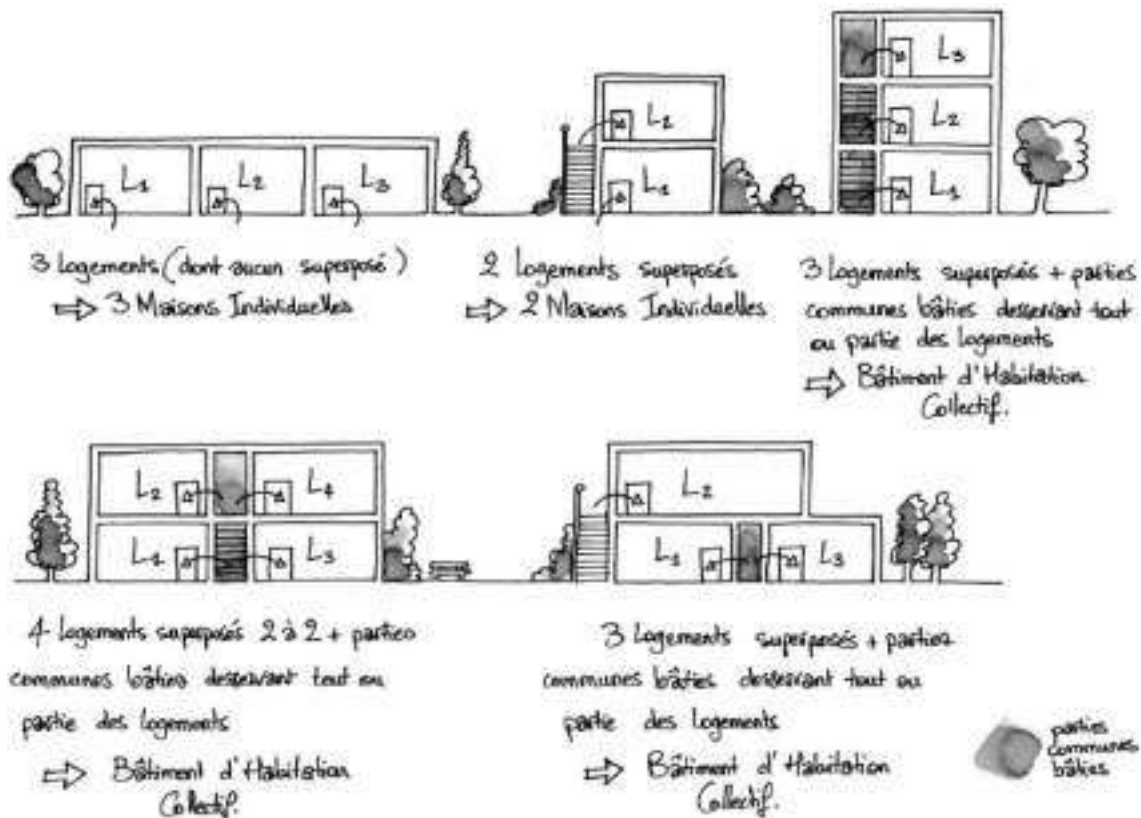 L1
L2
L3
3 Logements (dont aucun superposé)
⇨ 3 Maisons Individuelles
L2
L1
2 Logements superposés
⇨ 2 Maisons Individuelles
L3
L2
L1
3 Logements superposés + parties
communes bâties desservant tout
ou partie des logements
⇨ Bâtiment d'Habitation
Collectif.
L2
L4
L1
L3
4 Logements superposés 2 à 2 + parties
communes bâties desservant tout ou
partie des logements
⇨ Bâtiment d'Habitation
Collectif.
L2
L1
L3
3 Logements superposés + parties
communes bâties desservant tout ou
partie des logements
⇨ Bâtiment d'Habitation
Collectif.
parties
communes
bâties